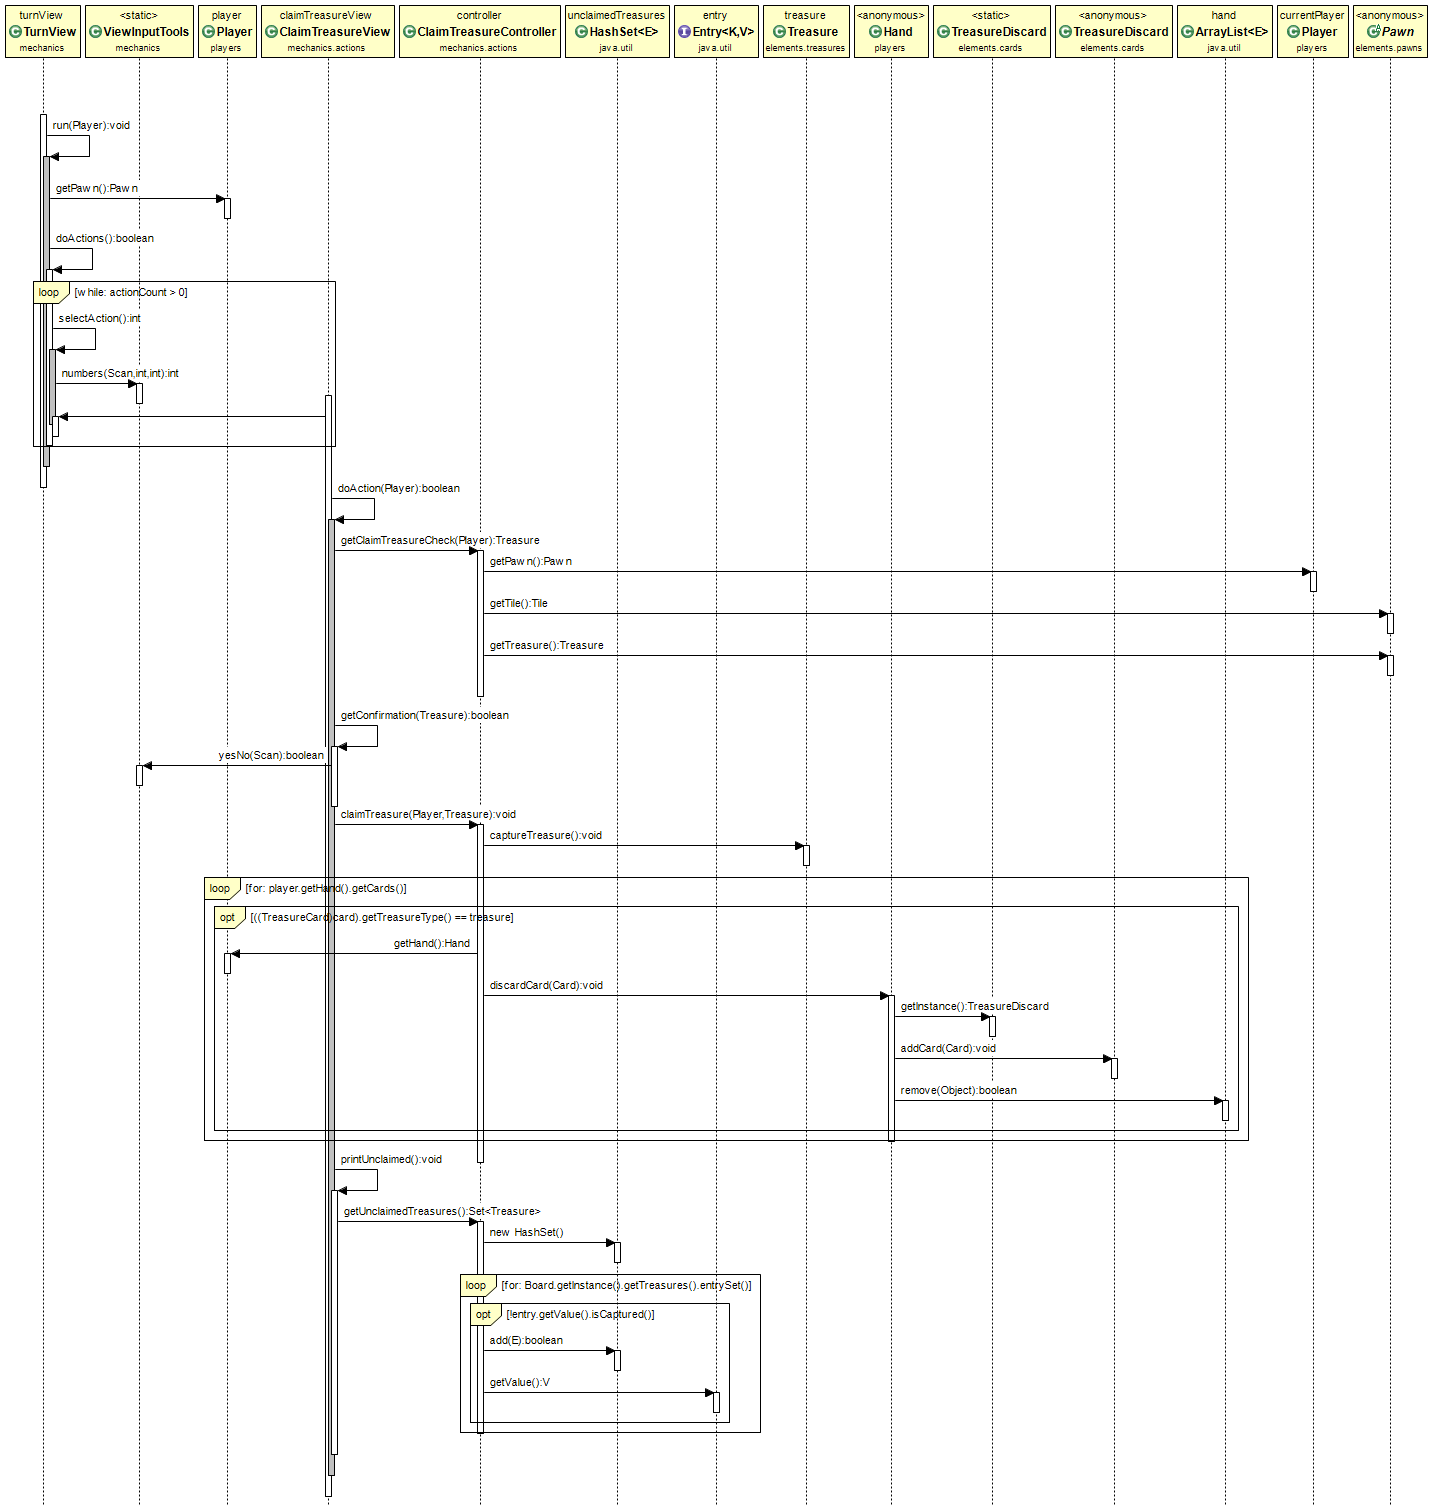 turnView
TurnView
mechanics
<static>
ViewInputTools
mechanics
player
Player
players
claimTreasureView
ClaimTreasureView
mechanics.actions
controller
ClaimTreasureController
mechanics.actions
unclaimedTreasures
HashSet<E>
java.util
entry
Entry<K,V>
java.util
treasure
Treasure
elements.treasures
<anonymous>
Hand
players
<static>
TreasureDiscard
elements.cards
<anonymous>
TreasureDiscard
elements.cards
hand
ArrayList<E>
java.util
currentPlayer
Player
players
<anonymous>
Pawn
elements.pawns
run(Player):void
getPawn():Pawn
doActions():boolean
loop [while: actionCount > 0]
selectAction():int
numbers(Scan,int,int):int
doAction(Player):boolean
getClaimTreasureCheck(Player):Treasure
getPawn():Pawn
getTile():Tile
getTreasure():Treasure
getConfirmation(Treasure):boolean
yesNo(Scan):boolean
claimTreasure(Player,Treasure):void
captureTreasure():void
loop [for: player.getHand().getCards()]
opt [((TreasureCard)card).getTreasureType() == treasure]
getHand():Hand
discardCard(Card):void
getInstance():TreasureDiscard
addCard(Card):void
remove(Object):boolean
printUnclaimed():void
getUnclaimedTreasures():Set<Treasure>
new HashSet()
loop [for: Board.getInstance().getTreasures().entrySet()]
opt [!entry.getValue().isCaptured()]
add(E):boolean
getValue():V